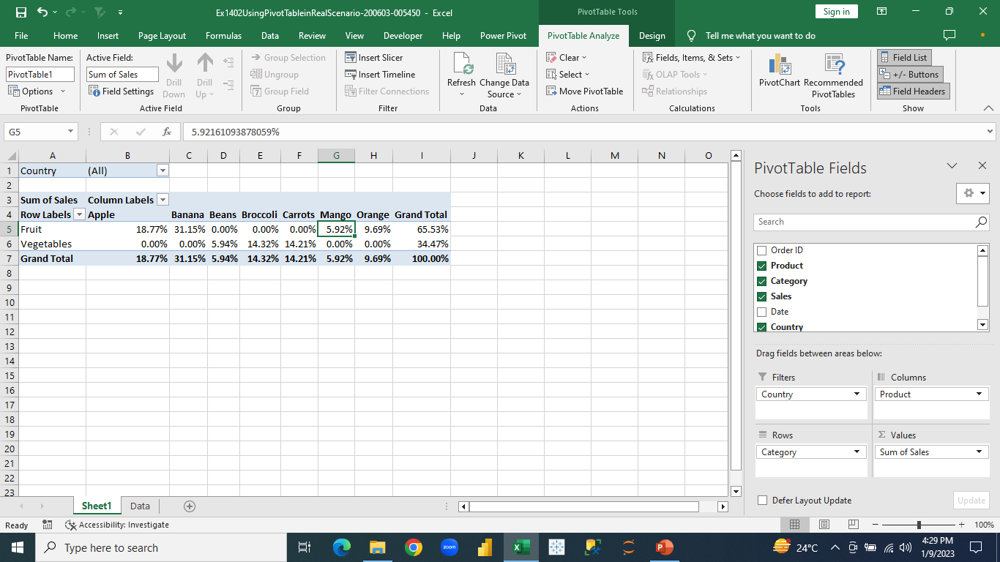 Ex1402UsingPivotTableinRealScenario-200603-005450 - Excel
PivotTable Tools
Sign in
File Home Insert Page Layout Formulas Data Review View Developer Help Power Pivot PivotTable Analyze Design Tell me what you want to do
PivotTable Name:
PivotTable1
Options
PivotTable
Active Field:
Sum of Sales
Field Settings
Drill Down
Drill Up
Active Field
Group Selection
Ungroup
Group Field
Group
Insert Slicer
Insert Timeline
Filter Connections
Filter
Refresh
Change Data Source
Data
Clear
Select
Move PivotTable
Actions
Fields, Items, & Sets
OLAP Tools
Relationships
Calculations
PivotChart
Recommended PivotTables
Tools
Field List
+/- Buttons
Field Headers
Show
G5 fx 5.92161093878059%
A B C D E F G H I J K L M N O
1 Country (All)
2
3 Sum of Sales Column Labels
4 Row Labels Apple Banana Beans Broccoli Carrots Mango Orange Grand Total
5 Fruit 18.77% 31.15% 0.00% 0.00% 0.00% 5.92% 9.69% 65.53%
6 Vegetables 0.00% 0.00% 5.94% 14.32% 14.21% 0.00% 0.00% 34.47%
7 Grand Total 18.77% 31.15% 5.94% 14.32% 14.21% 5.92% 9.69% 100.00%
8
9
10
11
12
13
14
15
16
17
18
19
20
21
22
23
PivotTable Fields
Choose fields to add to report:
Search
Order ID
Product
Category
Sales
Date
Country
Drag fields between areas below:
Filters
Country
Columns
Product
Rows
Category
Σ Values
Sum of Sales
Defer Layout Update
Update
Sheet1 Data
Ready Accessibility: Investigate
100%
Type here to search
zoom
24°C
4:29 PM
1/9/2023